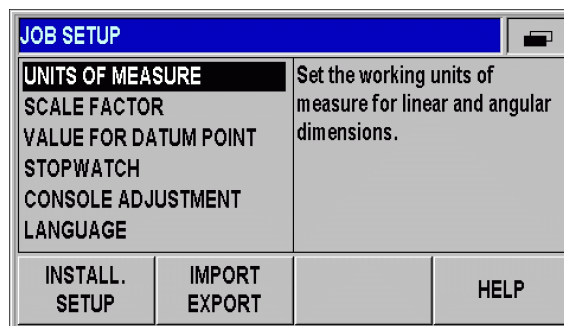 JOB SETUP
UNITS OF MEASURE
SCALE FACTOR
VALUE FOR DATUM POINT
STOPWATCH
CONSOLE ADJUSTMENT
LANGUAGE
Set the working units of
measure for linear and angular
dimensions.
INSTALL.
SETUP
IMPORT
EXPORT
HELP